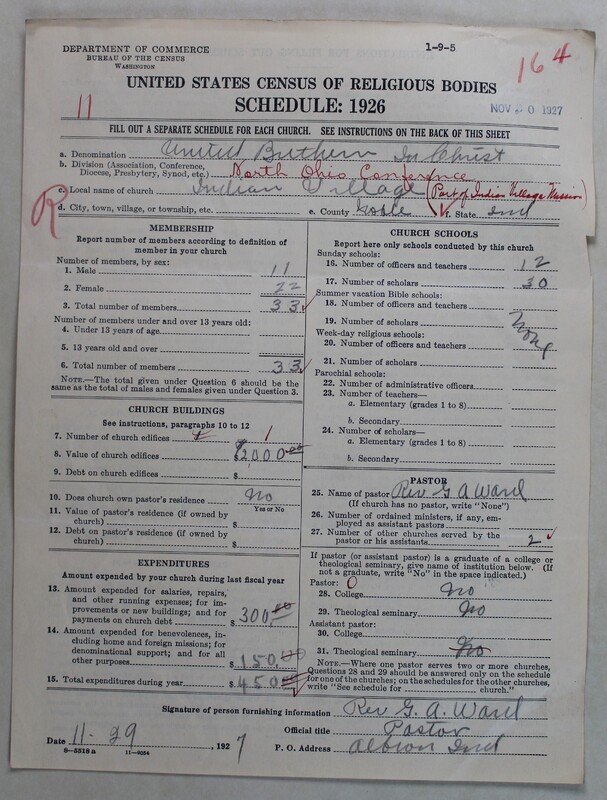 DEPARTMENT OF COMMERCE
BUREAU OF THE CENSUS
WASHINGTON
1-9-5
164
UNITED STATES CENSUS OF RELIGIOUS BODIES
SCHEDULE: 1926
11
NOV 30 1927
FILL OUT A SEPARATE SCHEDULE FOR EACH CHURCH. SEE INSTRUCTIONS ON THE BACK OF THIS SHEET
a. Denomination United Brethern In Christ
b. Division (Association, Conference, Diocese, Presbytery, Synod, etc.) North Ohio Conference
c. Local name of church Indian Village (Part of Indian Village Mission)
d. City, town, village, or township, etc. e. County Noble f. State Ind
R
MEMBERSHIP
Report number of members according to definition of member in your church
Number of members, by sex:
1. Male 11
2. Female 22
3. Total number of members 33
Number of members under and over 13 years old:
4. Under 13 years of age
5. 13 years old and over
6. Total number of members 33
NOTE.—The total given under Question 6 should be the same as the total of males and females given under Question 3.
CHURCH BUILDINGS
See instructions, paragraphs 10 to 12
7. Number of church edifices 1
8. Value of church edifices $2000.00
9. Debt on church edifices $
10. Does church own pastor's residence No
Yes or No
11. Value of pastor's residence (if owned by church) $
12. Debt on pastor's residence (if owned by church) $
EXPENDITURES
Amount expended by your church during last fiscal year
13. Amount expended for salaries, repairs, and other running expenses; for improvements or new buildings; and for payments on church debt $ 300.00
14. Amount expended for benevolences, including home and foreign missions; for denominational support; and for all other purposes $ 150.00
15. Total expenditures during year $ 450.00
CHURCH SCHOOLS
Report here only schools conducted by this church
Sunday schools:
16. Number of officers and teachers 12
17. Number of scholars 30
Summer vacation Bible schools:
18. Number of officers and teachers
19. Number of scholars None
Week-day religious schools:
20. Number of officers and teachers
21. Number of scholars
Parochial schools:
22. Number of administrative officers
23. Number of teachers—
a. Elementary (grades 1 to 8)
b. Secondary
24. Number of scholars—
a. Elementary (grades 1 to 8)
b. Secondary
PASTOR
25. Name of pastor Rev G A Ward
(If church has no pastor, write "None")
26. Number of ordained ministers, if any, employed as assistant pastors
27. Number of other churches served by the pastor or his assistants 2
If pastor (or assistant pastor) is a graduate of a college or theological seminary, give name of institution below. (If not a graduate, write "No" in the space indicated.)
Pastor: 0
28. College No
29. Theological seminary No
Assistant pastor:
30. College
31. Theological seminary No
NOTE.—Where one pastor serves two or more churches, Questions 28 and 29 should be answered only on the schedule for one of the churches; on the schedules for the other churches, write "See schedule for ______ church."
Signature of person furnishing information Rev G. A. Ward
Official title Pastor
Date 11-29, 1927
P. O. Address Albion Ind
8-5518a 11-9054